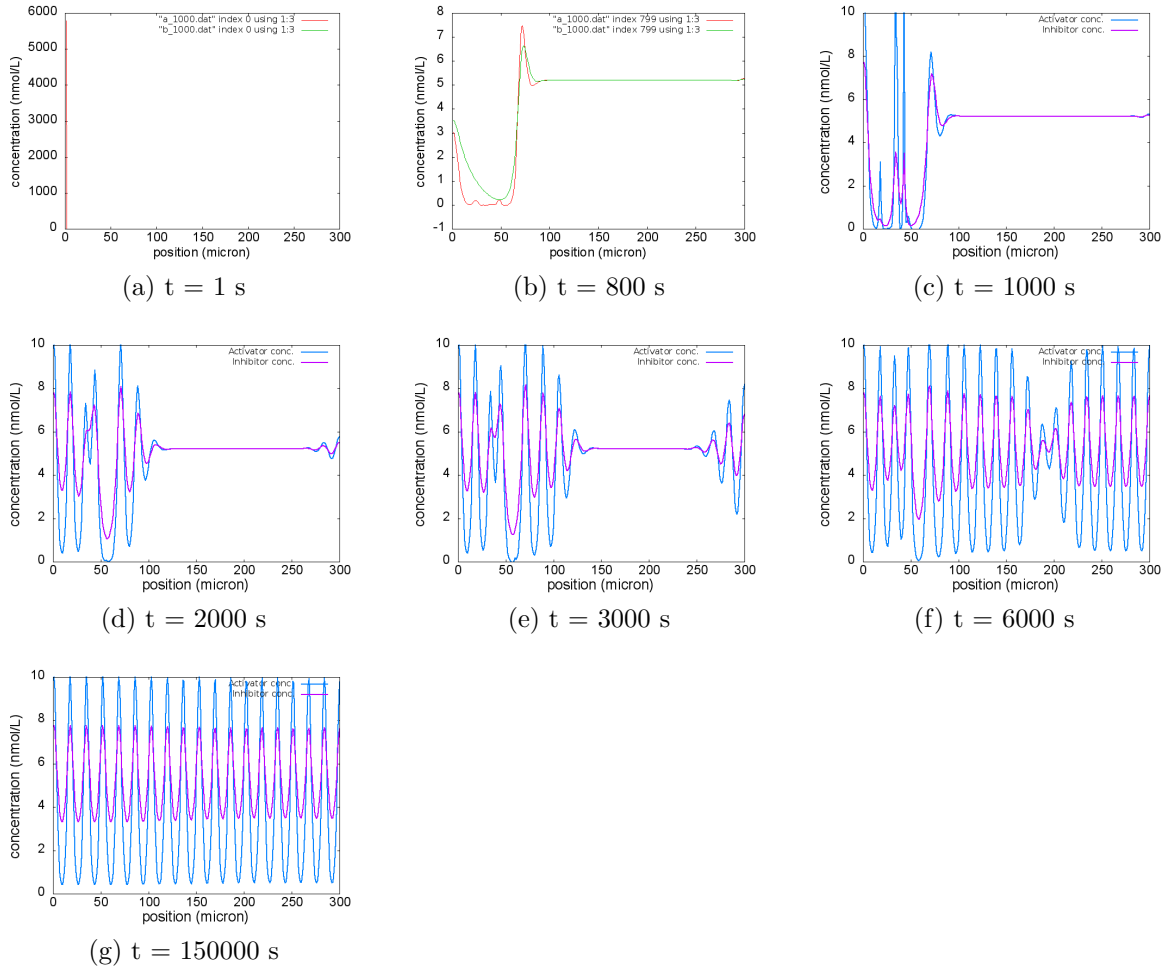 "a_1000.dat" index 0 using 1:3
"b_1000.dat" index 0 using 1:3
concentration (nmol/L)
6000
5000
4000
3000
2000
1000
0
0 50 100 150 200 250 300
position (micron)
(a) t = 1 s
"a_1000.dat" index 799 using 1:3
"b_1000.dat" index 799 using 1:3
concentration (nmol/L)
8
7
6
5
4
3
2
1
0
-1
0 50 100 150 200 250 300
position (micron)
(b) t = 800 s
Activator conc.
Inhibitor conc.
concentration (nmol/L)
10
8
6
4
2
0
0 50 100 150 200 250 300
position (micron)
(c) t = 1000 s
Activator conc.
Inhibitor conc.
concentration (nmol/L)
10
8
6
4
2
0
0 50 100 150 200 250 300
position (micron)
(d) t = 2000 s
Activator conc.
Inhibitor conc.
concentration (nmol/L)
10
8
6
4
2
0
0 50 100 150 200 250 300
position (micron)
(e) t = 3000 s
Activator conc.
Inhibitor conc.
concentration (nmol/L)
10
8
6
4
2
0
0 50 100 150 200 250 300
position (micron)
(f) t = 6000 s
Activator conc.
Inhibitor conc.
concentration (nmol/L)
10
8
6
4
2
0
0 50 100 150 200 250 300
position (micron)
(g) t = 150000 s